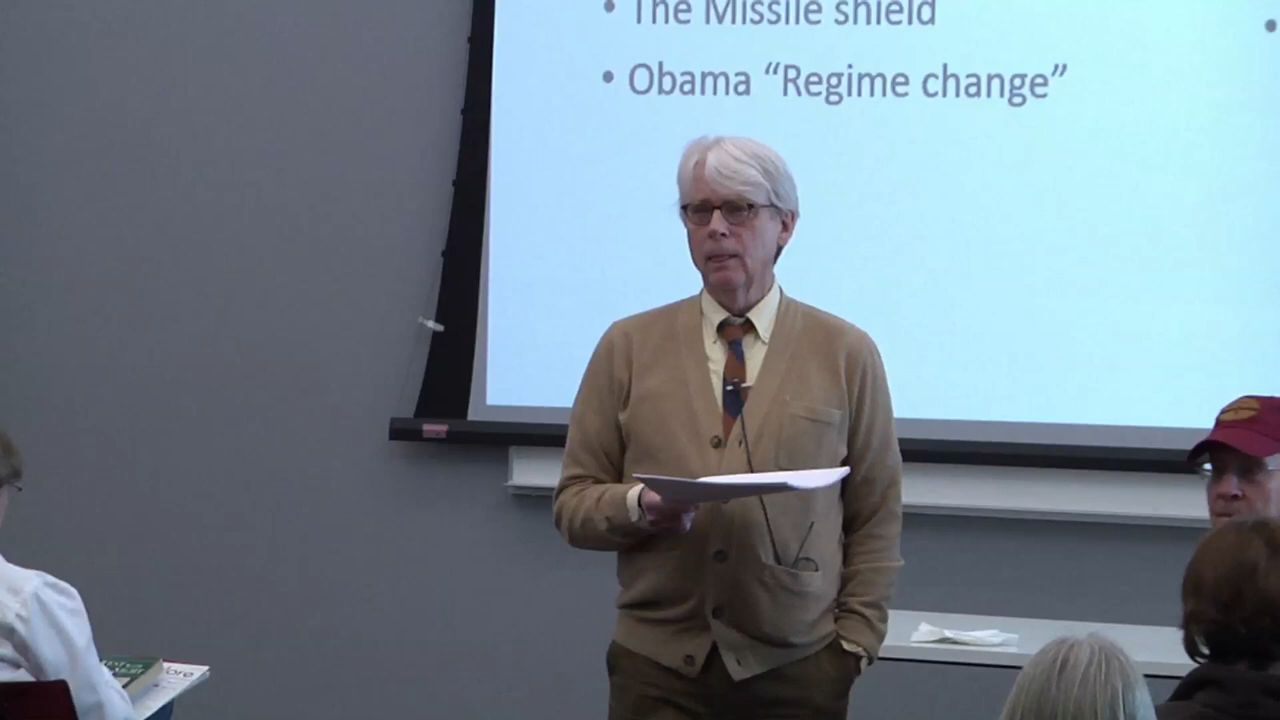 • The Missile shield
• Obama “Regime change”